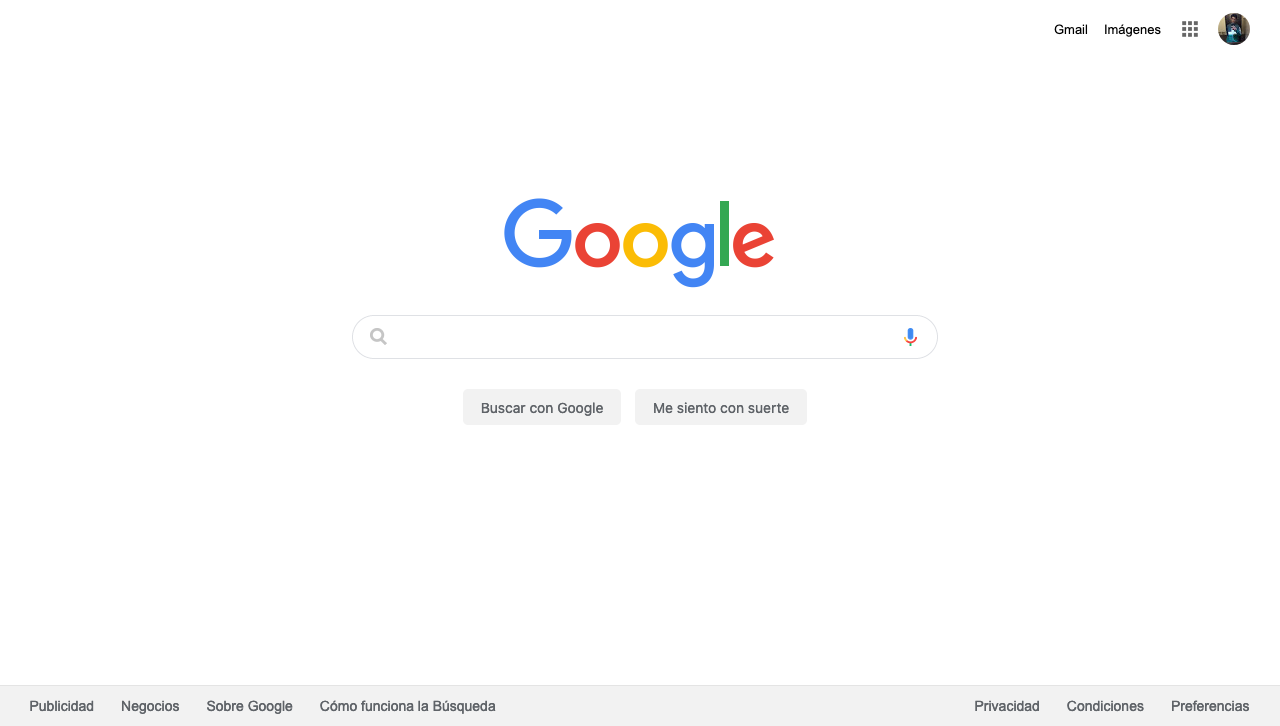 Gmail Imágenes
Google
Buscar con Google Me siento con suerte
Publicidad Negocios Sobre Google Cómo funciona la Búsqueda Privacidad Condiciones Preferencias